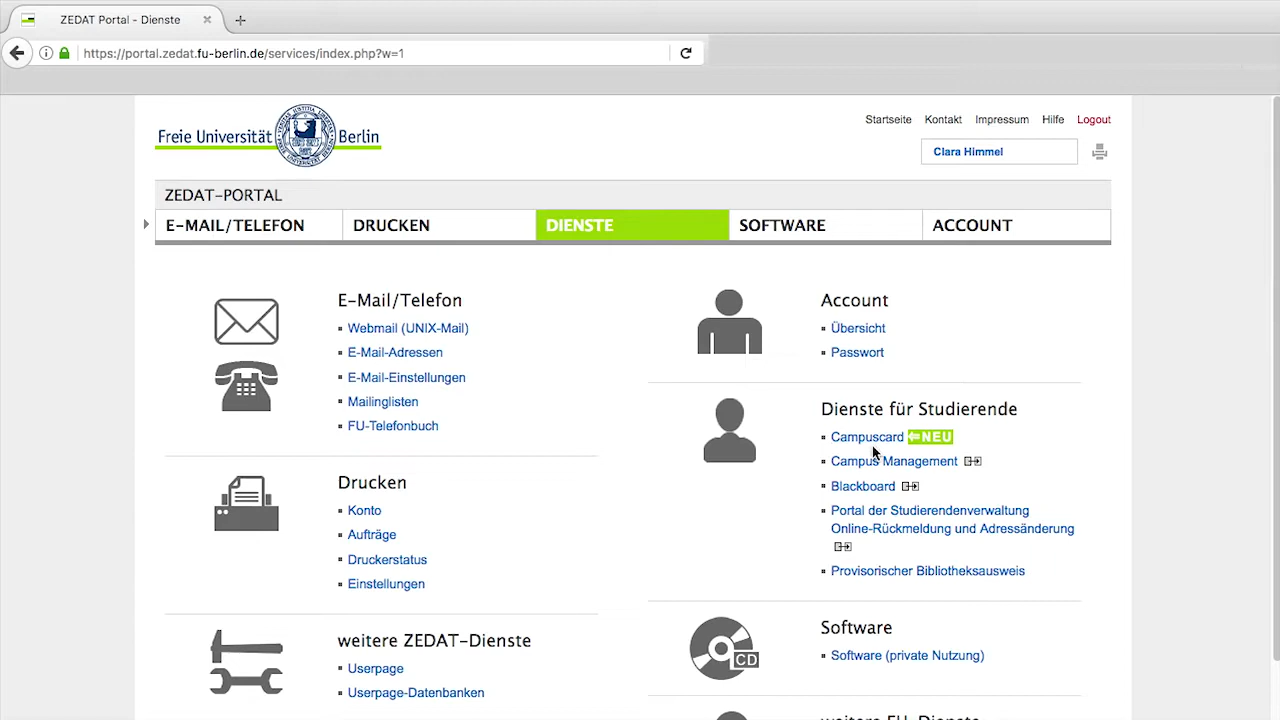 ZEDAT Portal - Dienste
https://portal.zedat.fu-berlin.de/services/index.php?w=1
Freie Universität Berlin
Startseite Kontakt Impressum Hilfe Logout
Clara Himmel
ZEDAT-PORTAL
E-MAIL/TELEFON DRUCKEN DIENSTE SOFTWARE ACCOUNT
E-Mail/Telefon
Webmail (UNIX-Mail)
E-Mail-Adressen
E-Mail-Einstellungen
Mailinglisten
FU-Telefonbuch
Drucken
Konto
Aufträge
Druckerstatus
Einstellungen
weitere ZEDAT-Dienste
Userpage
Userpage-Datenbanken
Account
Übersicht
Passwort
Dienste für Studierende
Campuscard NEU
Campus Management
Blackboard
Portal der Studierendenverwaltung
Online-Rückmeldung und Adressänderung
Provisorischer Bibliotheksausweis
Software
CD
Software (private Nutzung)
weitere FU-Dienste